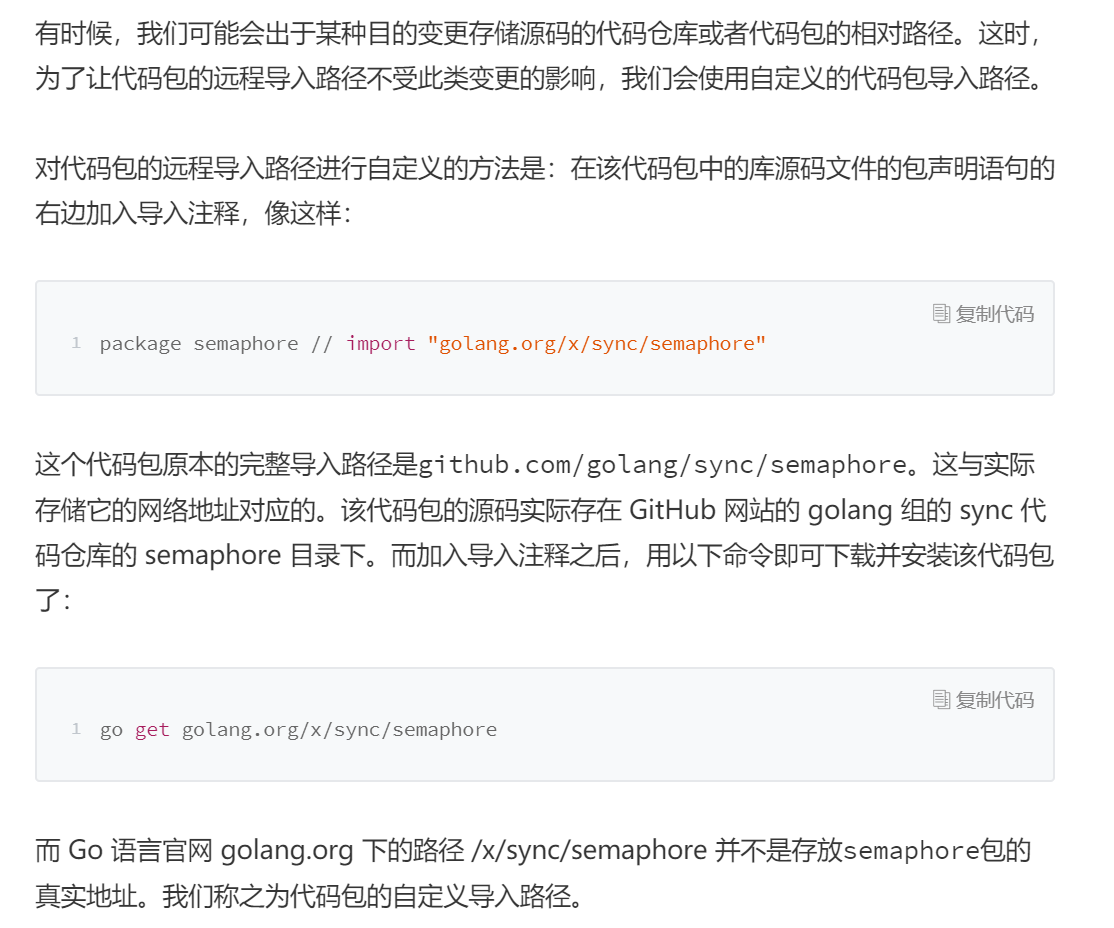 有时候，我们可能会出于某种目的变更存储源码的代码仓库或者代码包的相对路径。这时，
为了让代码包的远程导入路径不受此类变更的影响，我们会使用自定义的代码包导入路径。
对代码包的远程导入路径进行自定义的方法是：在该代码包中的库源码文件的包声明语句的
右边加入导入注释，像这样：
复制代码
1 package semaphore // import "golang.org/x/sync/semaphore"
这个代码包原本的完整导入路径是github.com/golang/sync/semaphore。这与实际
存储它的网络地址对应的。该代码包的源码实际存在 GitHub 网站的 golang 组的 sync 代
码仓库的 semaphore 目录下。而加入导入注释之后，用以下命令即可下载并安装该代码包
了：
复制代码
1 go get golang.org/x/sync/semaphore
而 Go 语言官网 golang.org 下的路径 /x/sync/semaphore 并不是存放semaphore包的
真实地址。我们称之为代码包的自定义导入路径。